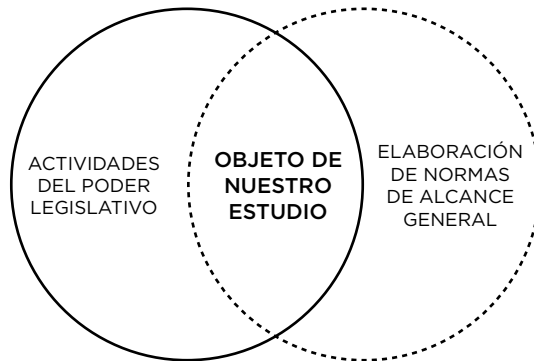 ACTIVIDADES
DEL PODER
LEGISLATIVO
OBJETO DE
NUESTRO
ESTUDIO
ELABORACIÓN
DE NORMAS
DE ALCANCE
GENERAL